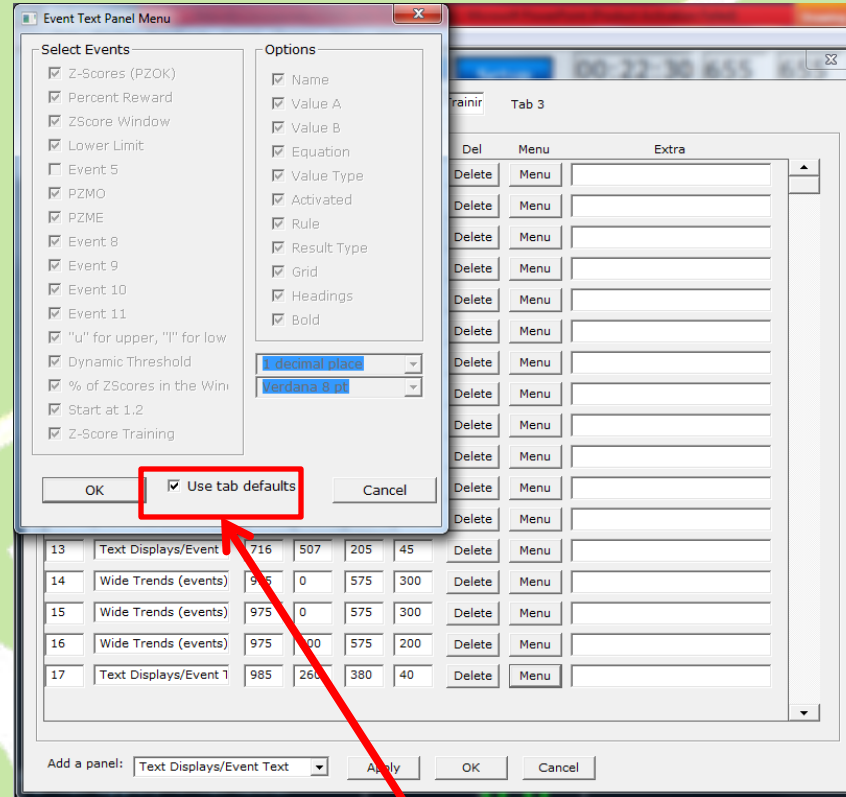 Event Text Panel Menu
Select Events
Z-Scores (PZOK)
Percent Reward
ZScore Window
Lower Limit
Event 5
PZMO
PZME
Event 8
Event 9
Event 10
Event 11
"u" for upper, "l" for low
Dynamic Threshold
% of ZScores in the Win
Start at 1.2
Z-Score Training
Options
Name
Value A
Value B
Equation
Value Type
Activated
Rule
Result Type
Grid
Headings
Bold
1 decimal place
Verdana 8 pt
OK
Use tab defaults
Cancel
00:22:30 655 655
Trainir Tab 3
Del Menu Extra
Delete Menu
Delete Menu
Delete Menu
Delete Menu
Delete Menu
Delete Menu
Delete Menu
Delete Menu
Delete Menu
Delete Menu
Delete Menu
Delete Menu
13 Text Displays/Event 716 507 205 45 Delete Menu
14 Wide Trends (events) 0 575 300 Delete Menu
15 Wide Trends (events) 975 0 575 300 Delete Menu
16 Wide Trends (events) 975 575 200 Delete Menu
17 Text Displays/Event T 985 260 380 40 Delete Menu
Add a panel: Text Displays/Event Text Apply OK Cancel